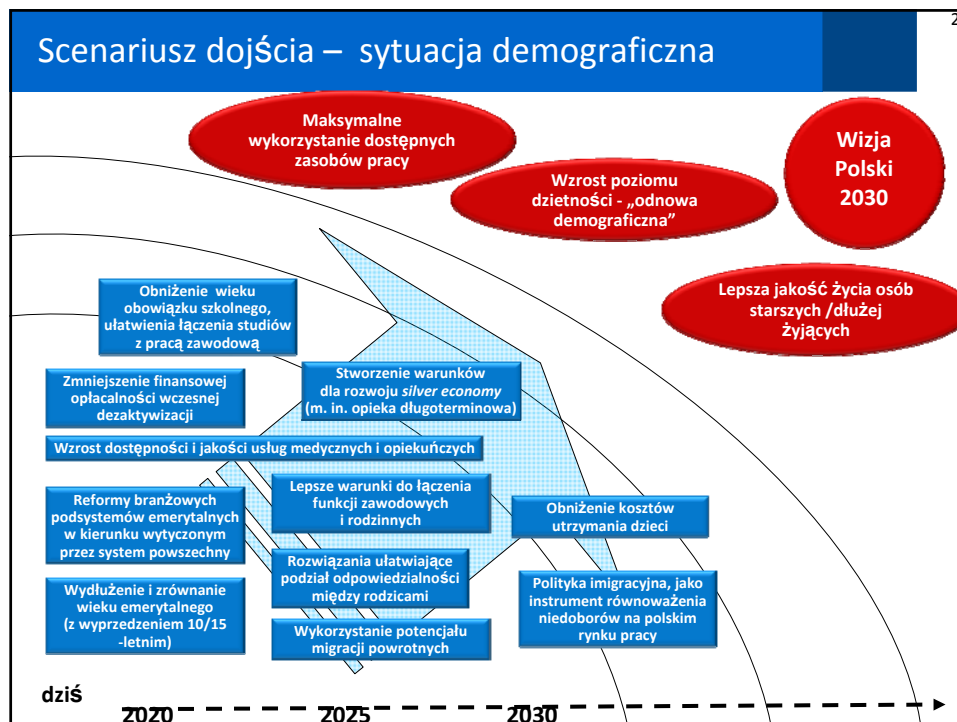 2
Scenariusz dojścia – sytuacja demograficzna
Maksymalne
wykorzystanie dostępnych
zasobów pracy
Wizja
Polski
2030
Wzrost poziomu
dzietności - „odnowa
demograficzna”
Lepsza jakość życia osób
starszych /dłużej
żyjących
Obniżenie wieku
obowiązku szkolnego,
ułatwienia łączenia studiów
z pracą zawodową
Zmniejszenie finansowej
opłacalności wczesnej
dezaktywizacji
Stworzenie warunków
dla rozwoju silver economy
(m. in. opieka długoterminowa)
Wzrost dostępności i jakości usług medycznych i opiekuńczych
Reformy branżowych
podsystemów emerytalnych
w kierunku wytyczonym
przez system powszechny
Lepsze warunki do łączenia
funkcji zawodowych
i rodzinnych
Obniżenie kosztów
utrzymania dzieci
Rozwiązania ułatwiające
podział odpowiedzialności
między rodzicami
Wydłużenie i zrównanie
wieku emerytalnego
(z wyprzedzeniem 10/15
-letnim)
Polityka imigracyjna, jako
instrument równoważenia
niedoborów na polskim
rynku pracy
Wykorzystanie potencjału
migracji powrotnych
dziś
2020 2025 2030